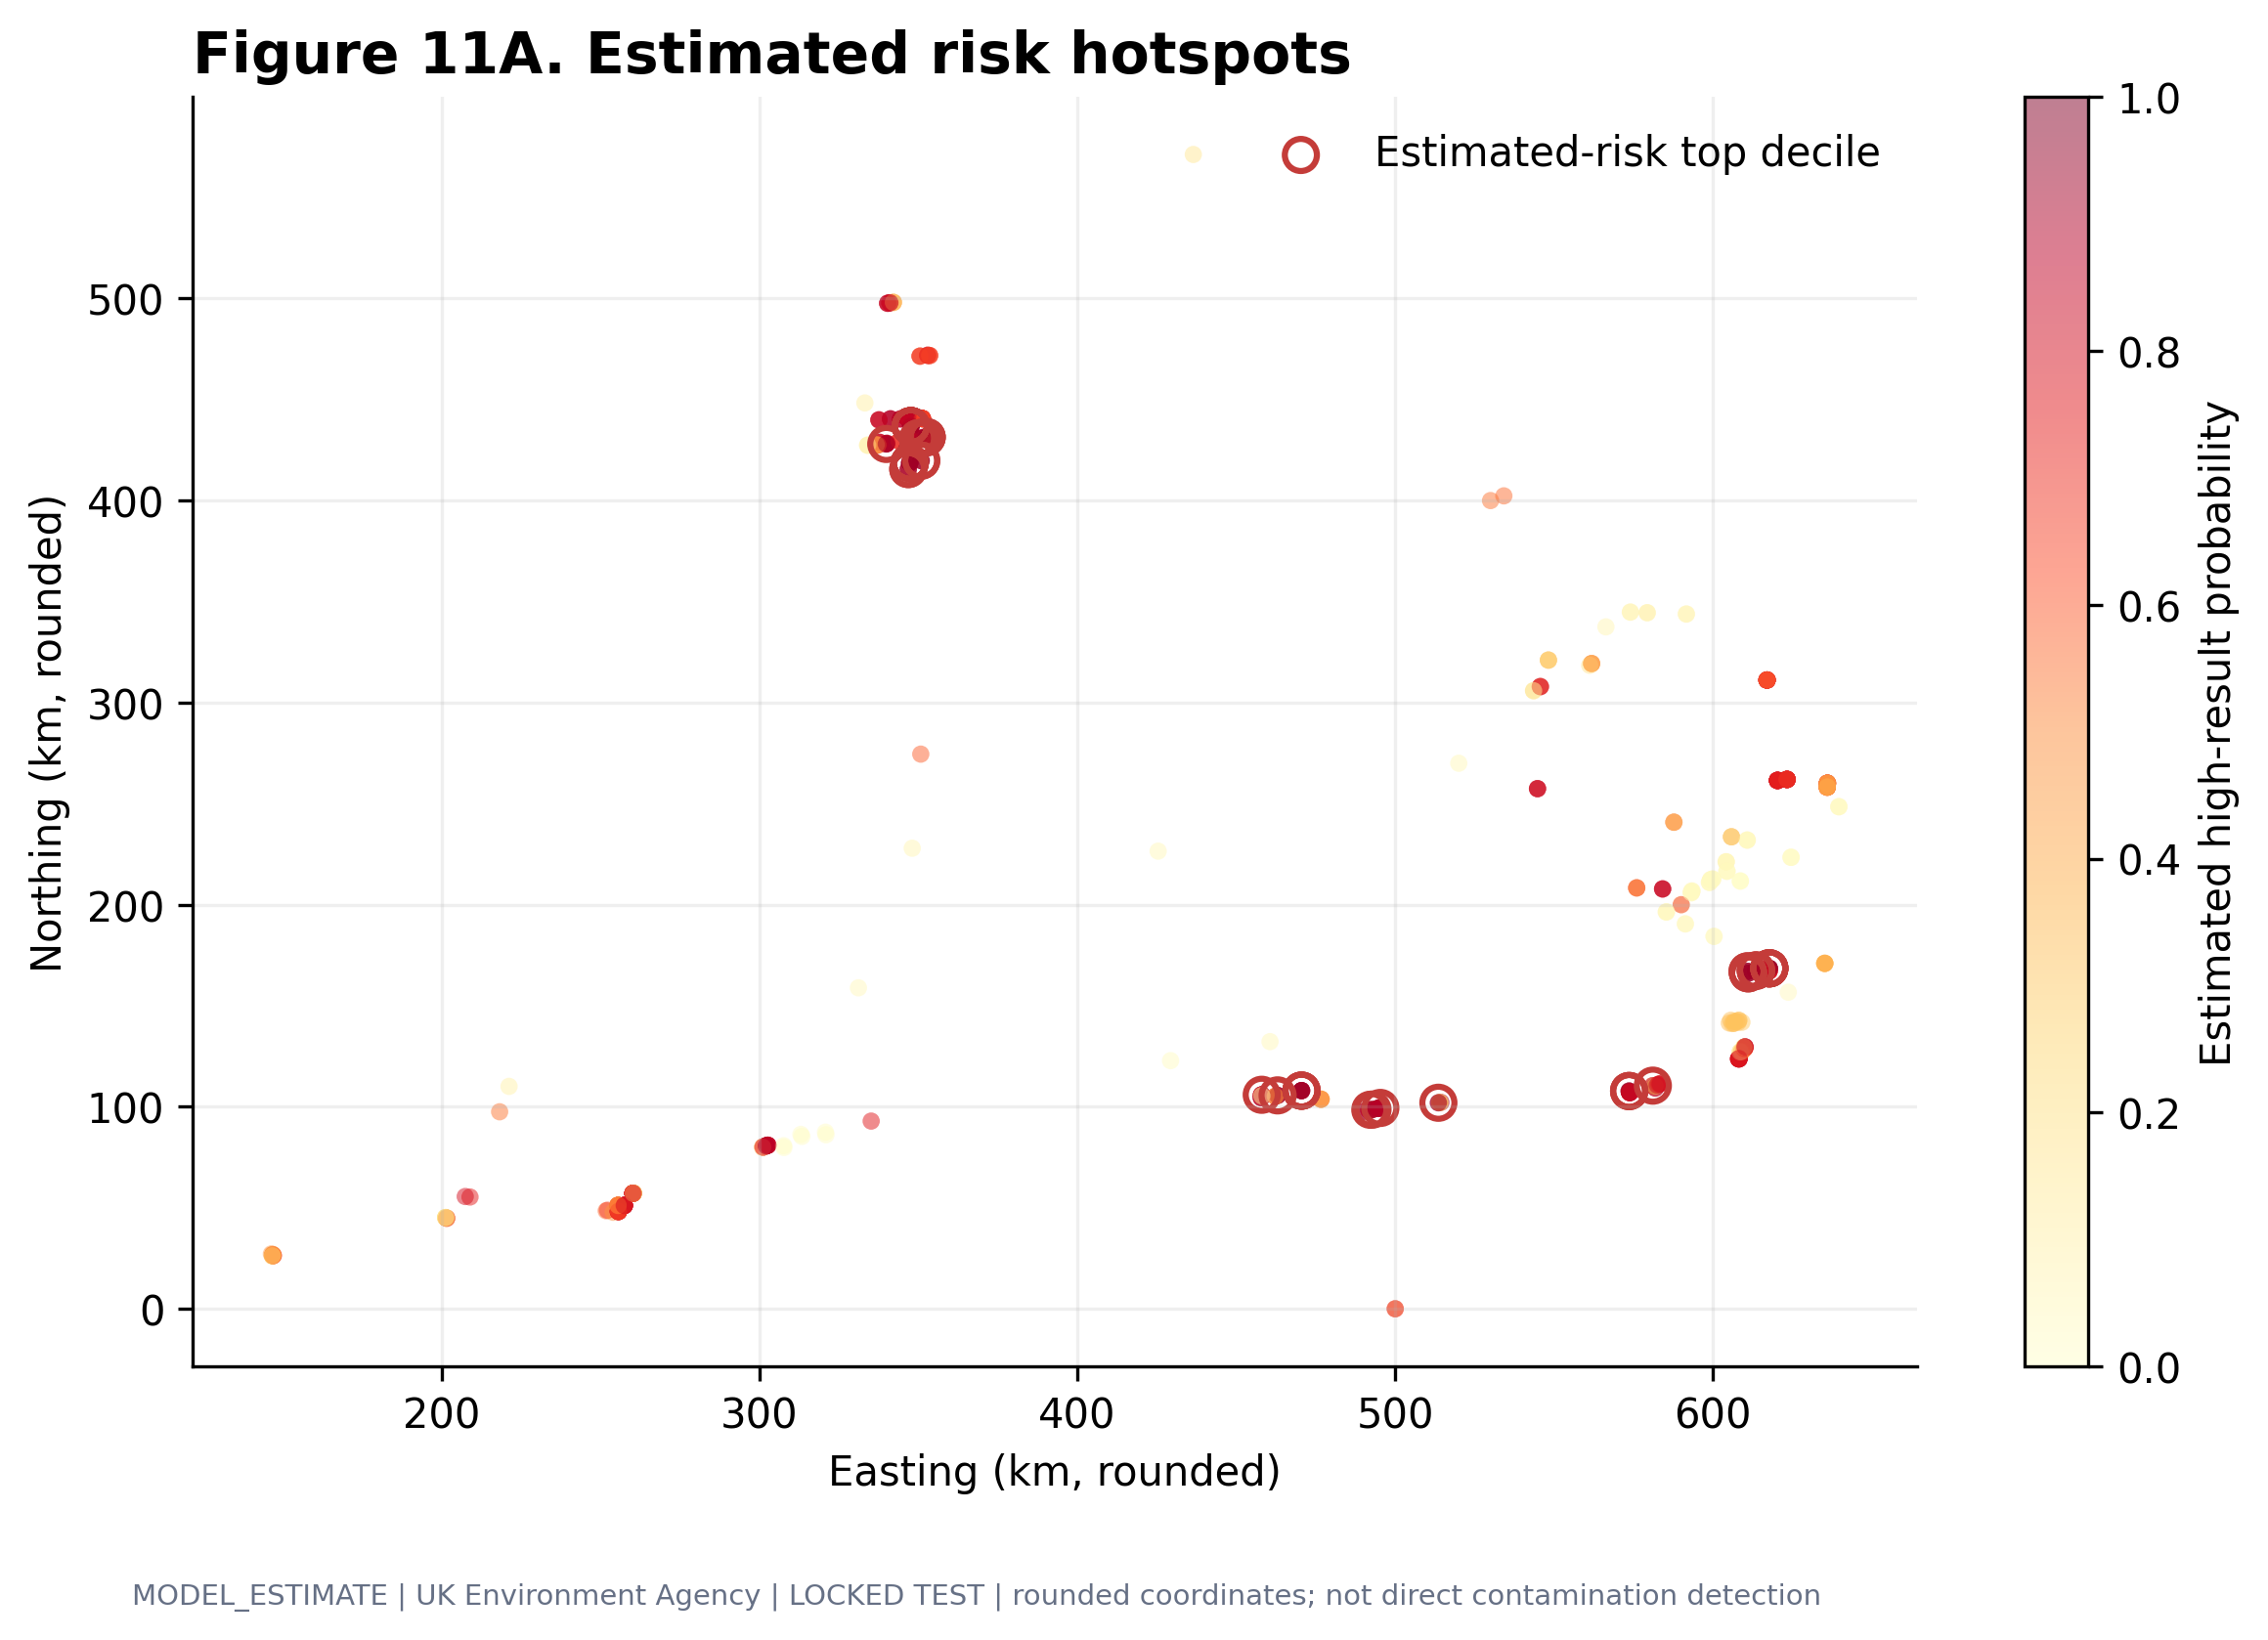 Figure 11A. Estimated risk hotspots
Estimated-risk top decile
1.0
0.8
0.6
0.4
0.2
0.0
Estimated high-result probability
500
400
300
200
100
0
Northing (km, rounded)
200
300
400
500
600
Easting (km, rounded)
MODEL_ESTIMATE | UK Environment Agency | LOCKED TEST | rounded coordinates; not direct contamination detection